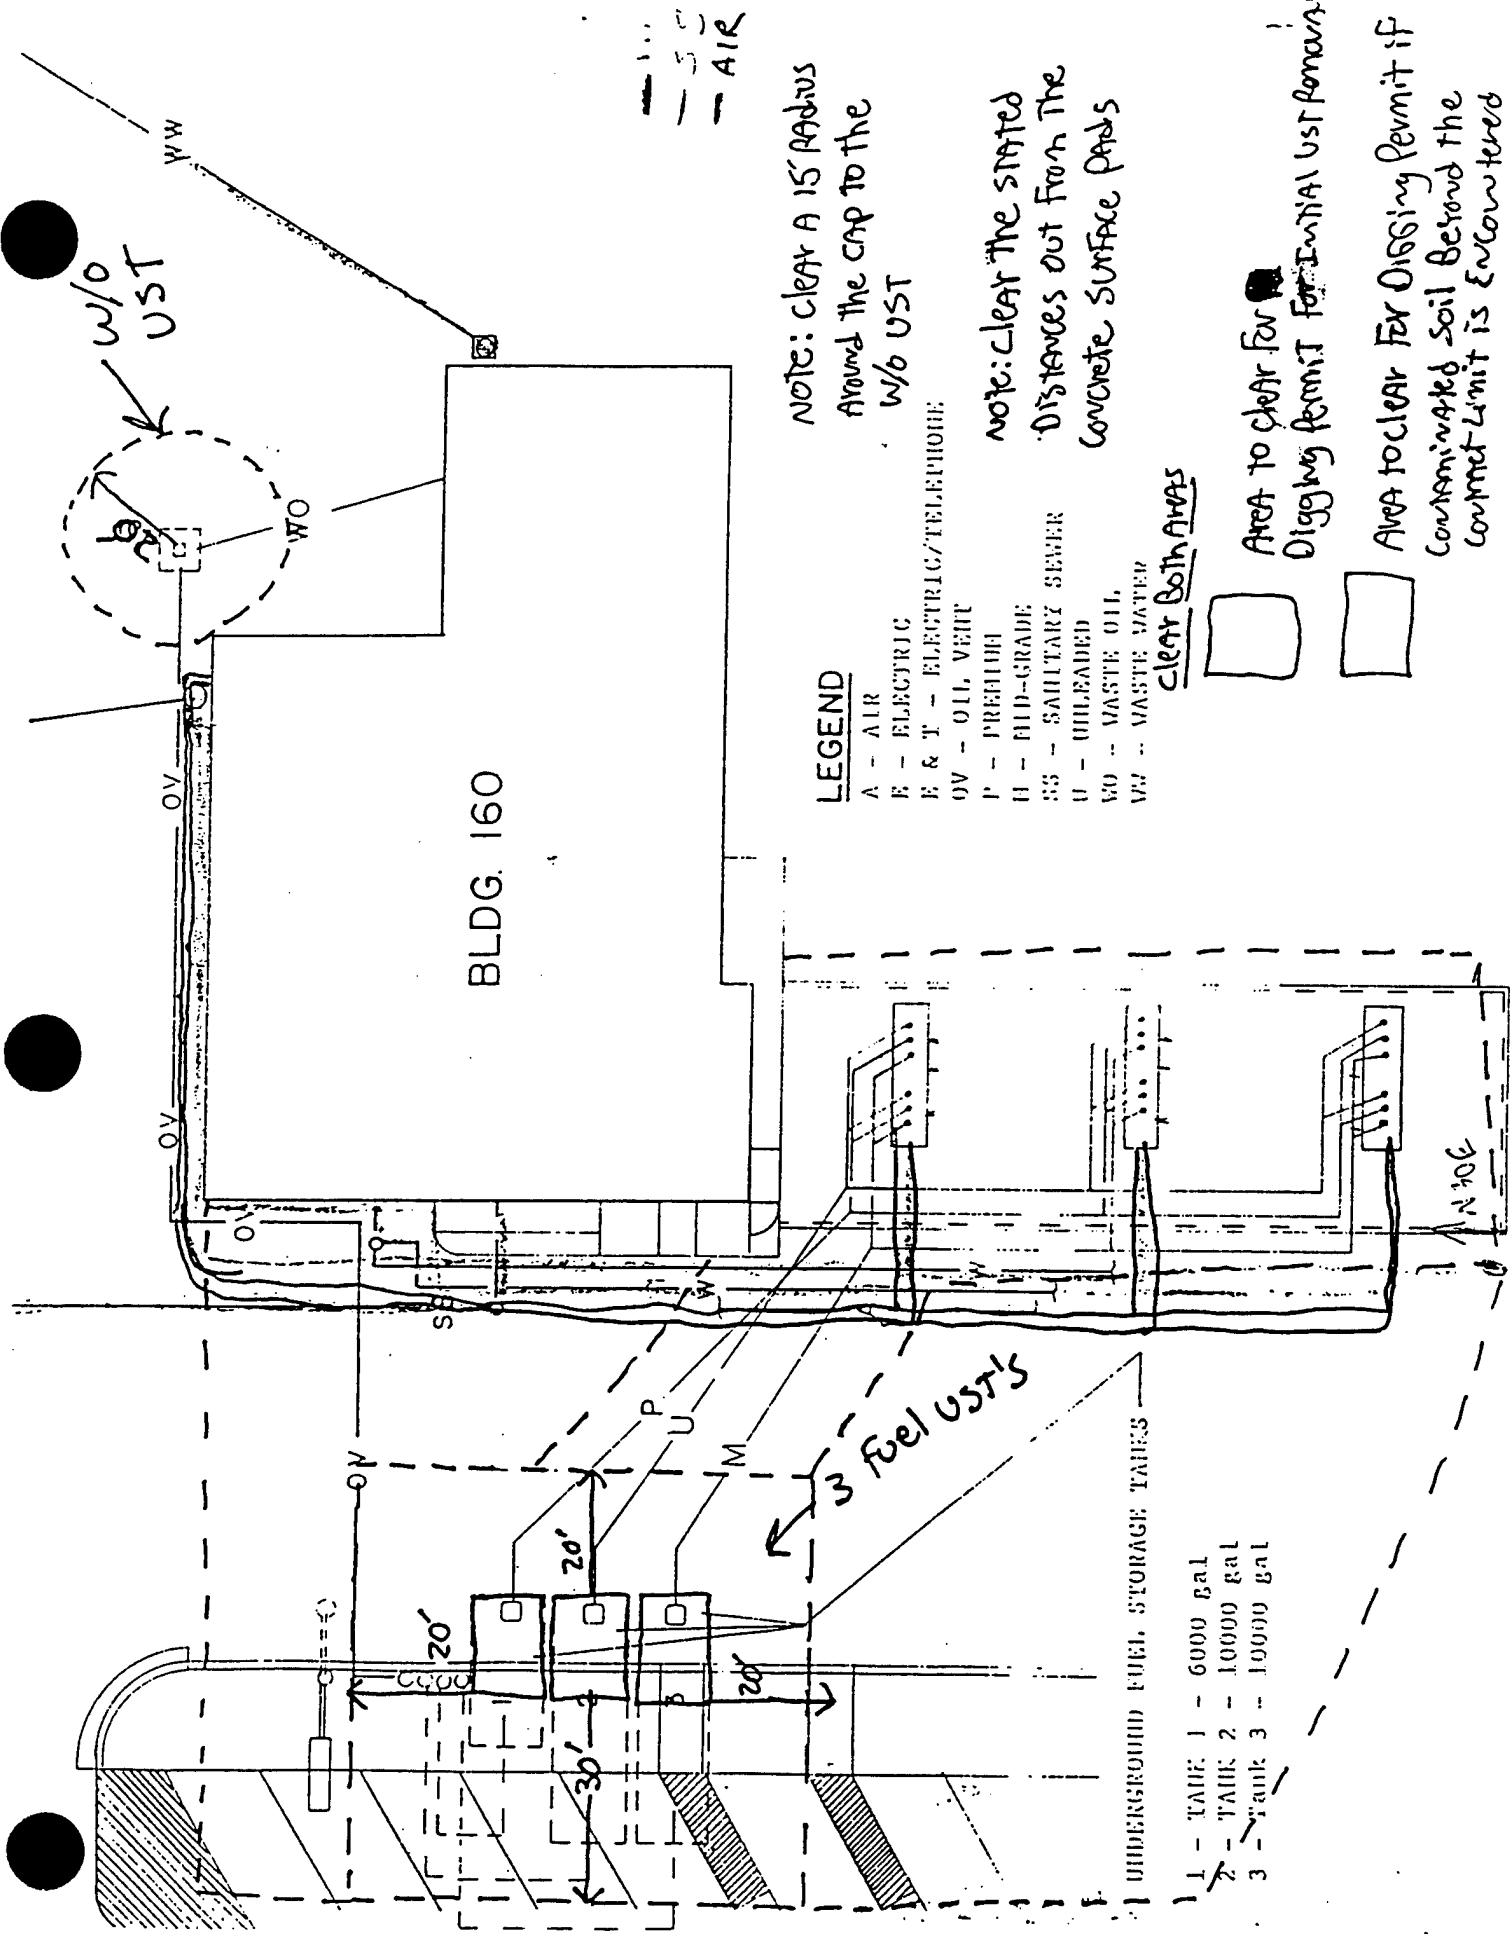 AIR
WW
W/O
UST
NOTE: CLEAR A 15' RADIUS
Around the CAP to the
W/O UST
NOTE: CLEAR THE STATED
DISTANCES OUT FROM THE
CONCRETE SURFACE PADS
WO
OV
OV
OV
OV
BLDG. 160
LEGEND
A - AIR
E - ELECTRIC
E & T - ELECTRIC/TELEPHONE
OV - OIL VENT
P - PREMIUM
M - MID-GRADE
SS - SANITARY SEWER
U - UNLEADED
WO - WASTE OIL
WW - WASTE WATER
CLEAR BOTH AREAS
AREA TO CLEAR FOR
Digging Permit For Initial UST Removal
AREA TO CLEAR FOR DIGGING PERMIT IF
CONTAMINATED SOIL BEYOND THE
CONTRACT LIMIT IS ENCOUNTERED
W
P
U
M
3 FUEL UST'S
20'
20'
20'
30'
UNDERGROUND FUEL STORAGE TANKS
1 - TANK 1 - 6000 gal
2 - TANK 2 - 10000 gal
3 - Tank 3 - 10000 gal